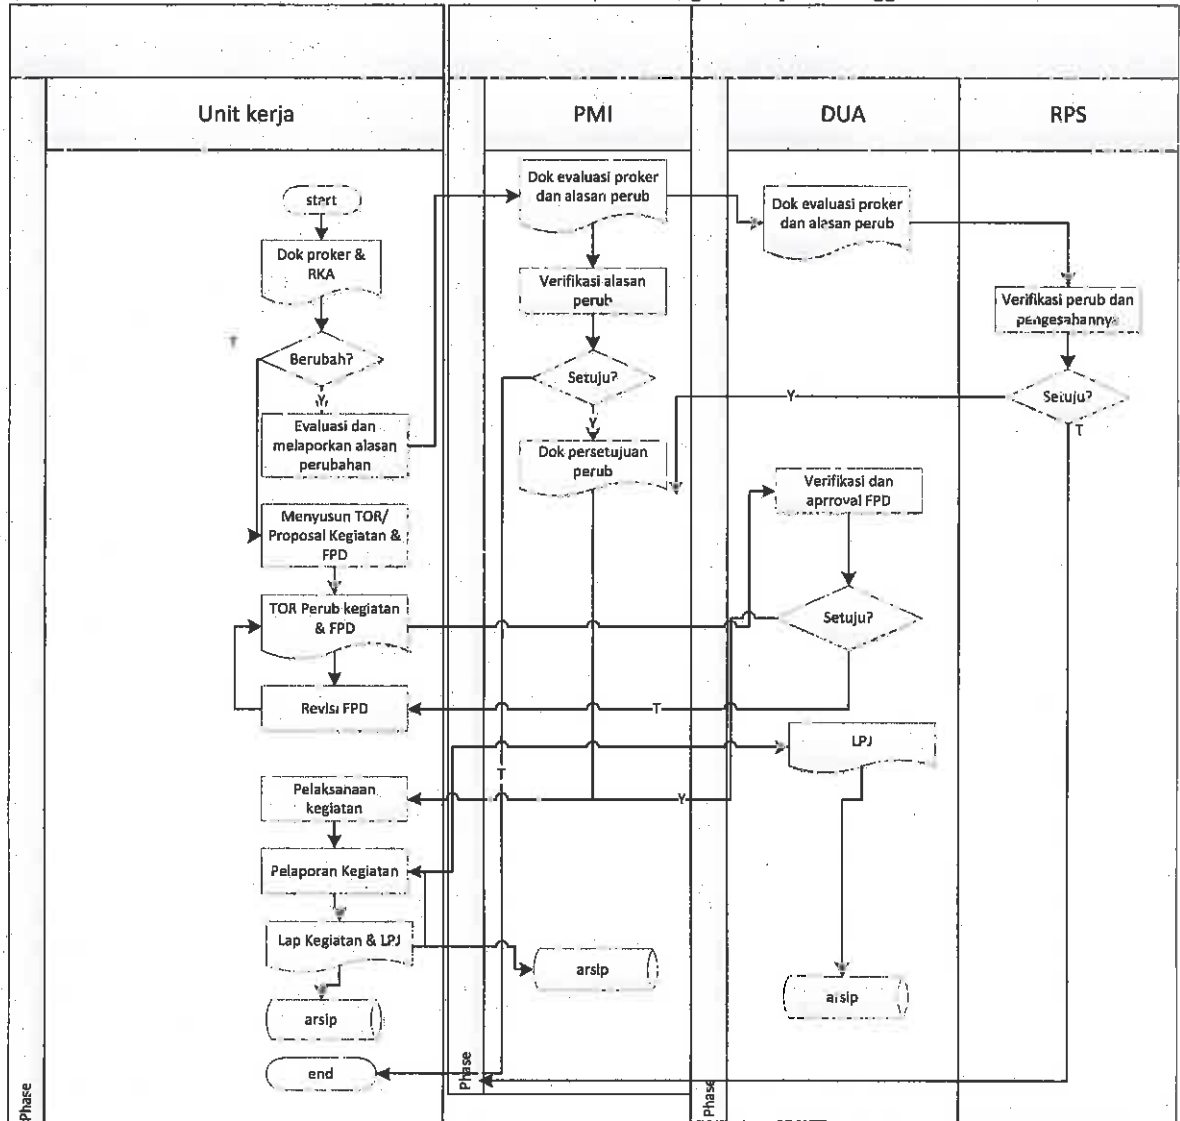 Unit kerja
PMI
DUA
RPS
start
Dok proker &
RKA
Berubah?
T
Y
Evaluasi dan
melaporkan alasan
perubahan
Menyusun TOR/
Proposal Kegiatan &
FPD
TOR Perub kegiatan
& FPD
Revisi FPD
Pelaksanaan
kegiatan
Pelaporan Kegiatan
Lap Kegiatan & LPJ
arsip
end
Phase
Dok evaluasi proker
dan alasan perub
Verifikasi alasan
perub
Setuju?
Y
Dok persetujuan
perub
T
arsip
Phase
Dok evaluasi proker
dan alasan perub
Y
Verifikasi dan
aprroval FPD
Setuju?
T
LPJ
Y
arsip
Phase
Verifikasi perub dan
pengesahannya
Setuju?
T